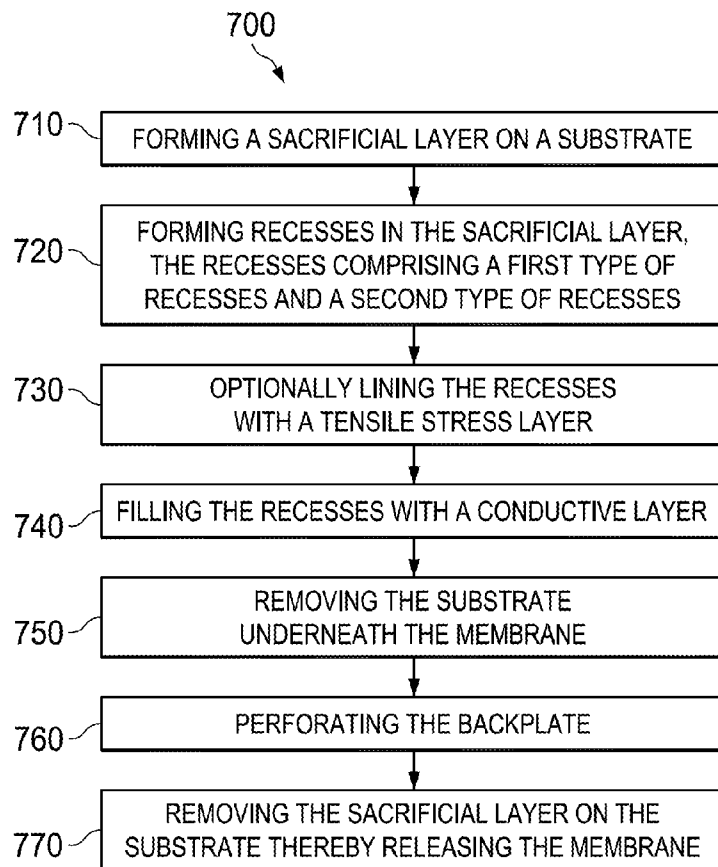 700
710
FORMING A SACRIFICIAL LAYER ON A SUBSTRATE
720
FORMING RECESSES IN THE SACRIFICIAL LAYER,
THE RECESSES COMPRISING A FIRST TYPE OF
RECESSES AND A SECOND TYPE OF RECESSES
730
OPTIONALLY LINING THE RECESSES
WITH A TENSILE STRESS LAYER
740
FILLING THE RECESSES WITH A CONDUCTIVE LAYER
750
REMOVING THE SUBSTRATE
UNDERNEATH THE MEMBRANE
760
PERFORATING THE BACKPLATE
770
REMOVING THE SACRIFICIAL LAYER ON THE
SUBSTRATE THEREBY RELEASING THE MEMBRANE